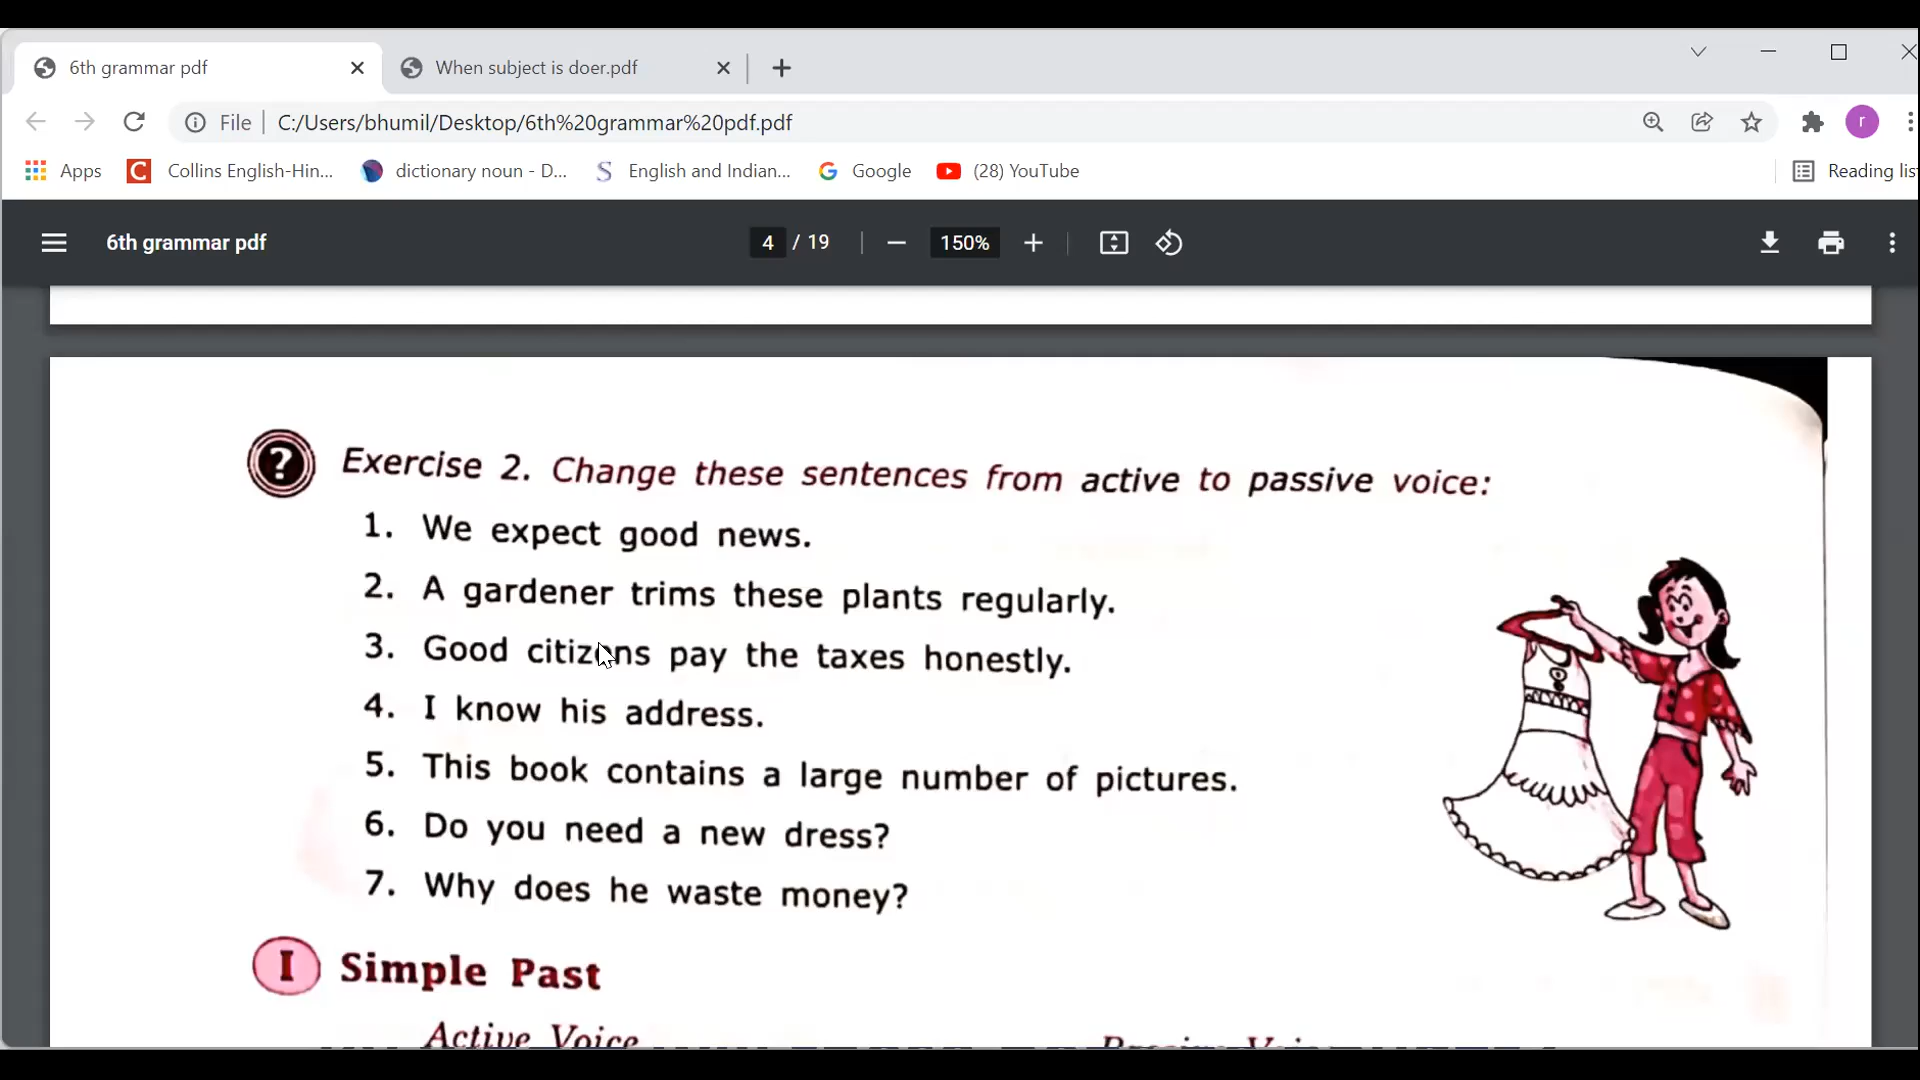 6th grammar pdf
When subject is doer.pdf
File
C:/Users/bhumil/Desktop/6th%20grammar%20pdf.pdf
r
Apps
Collins English-Hin...
dictionary noun - D...
English and Indian...
Google
(28) YouTube
Reading list
6th grammar pdf
4 / 19
150%
Exercise 2. Change these sentences from active to passive voice:
1. We expect good news.
2. A gardener trims these plants regularly.
3. Good citizens pay the taxes honestly.
4. I know his address.
5. This book contains a large number of pictures.
6. Do you need a new dress?
7. Why does he waste money?
I Simple Past
Active Voice